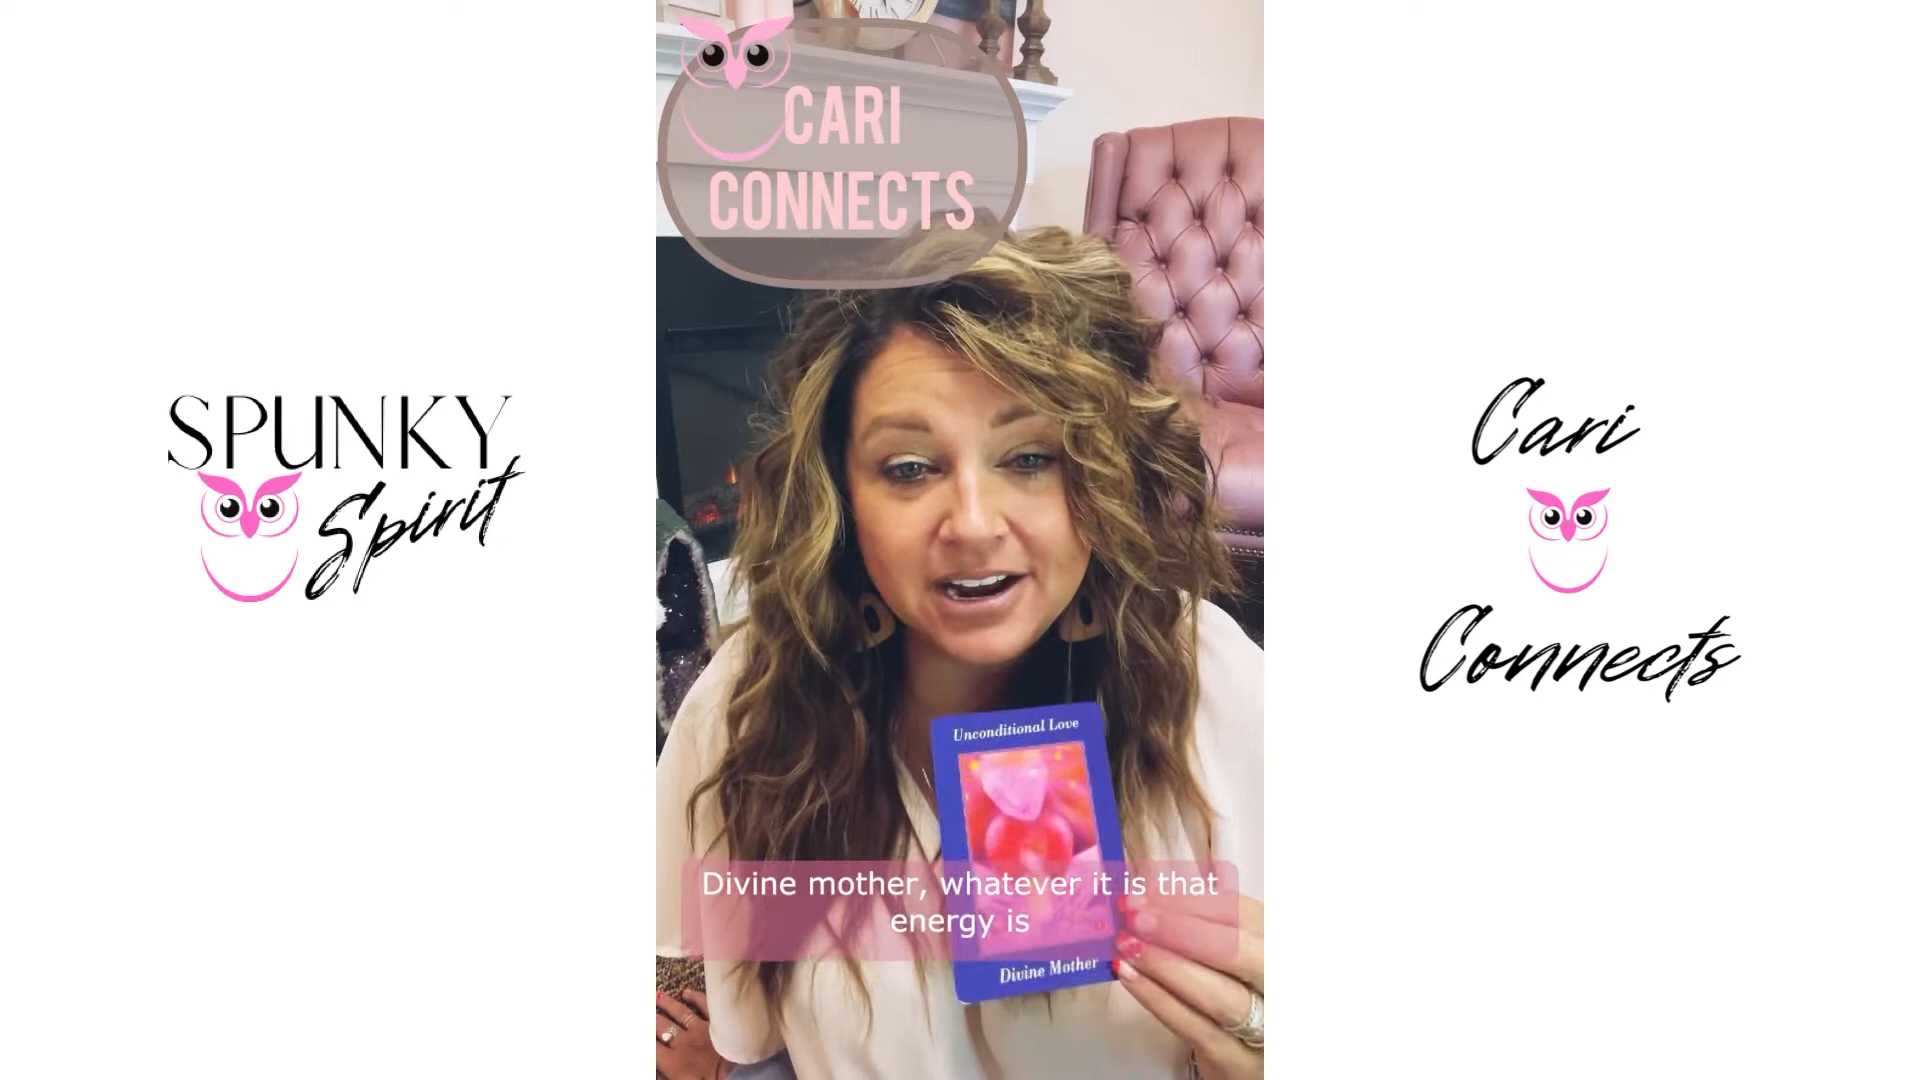 CARI
CONNECTS
SPUNKY
Spirit
Cari
Connects
Unconditional Love
Divine mother, whatever it is that
energy is
Divine Mother